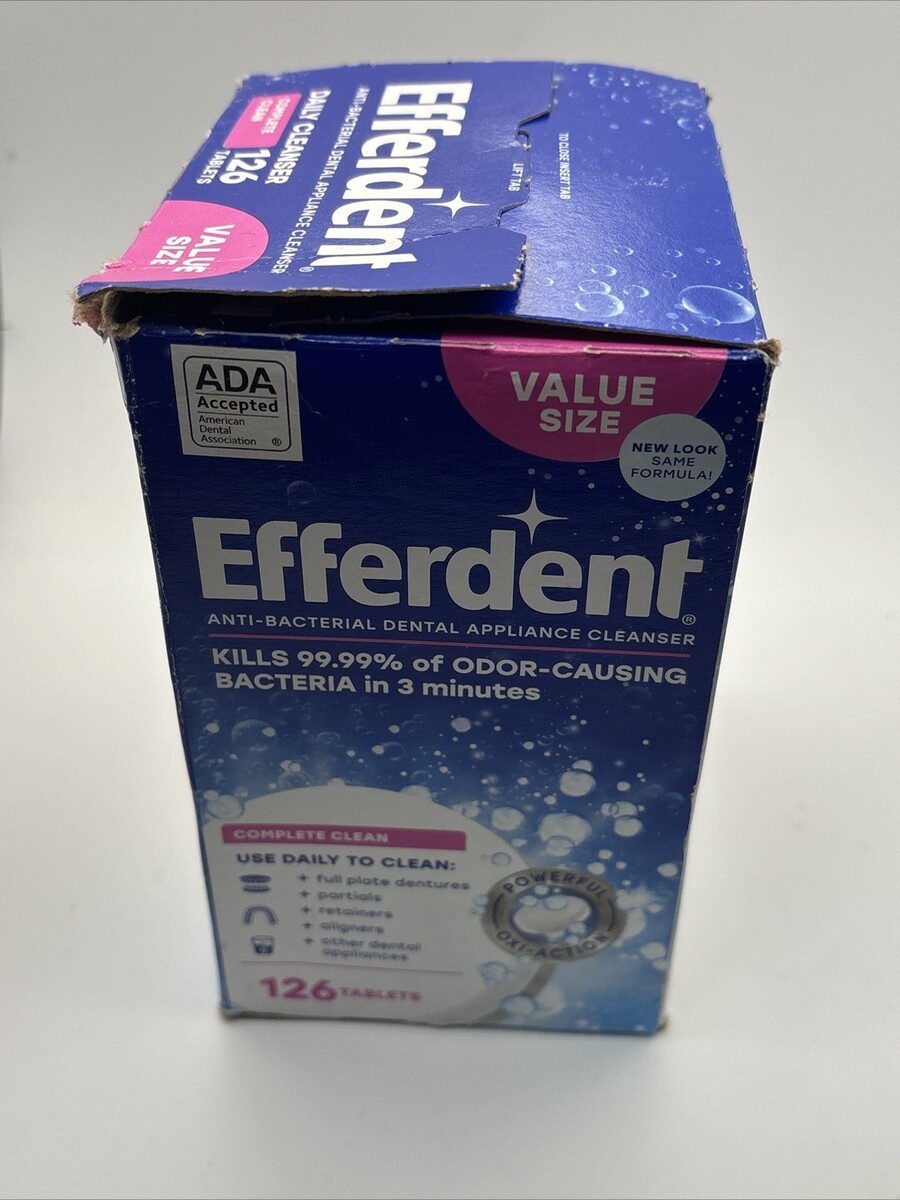 Efferdent®
ANTI-BACTERIAL DENTAL APPLIANCE CLEANSER
COMPLETE
CLEAN
DAILY CLEANSER
126
TABLETS
VALUE
SIZE
LIFT TAB
TO CLOSE INSERT TAB
ADA
Accepted
American
Dental
Association ®
VALUE
SIZE
NEW LOOK
SAME
FORMULA!
Efferdent®
ANTI-BACTERIAL DENTAL APPLIANCE CLEANSER
KILLS 99.99% of ODOR-CAUSING
BACTERIA in 3 minutes
COMPLETE CLEAN
USE DAILY TO CLEAN:
+ full plate dentures
+ partials
+ retainers
+ aligners
+ other dental
appliances
126 TABLETS
POWERFUL
OXI-ACTION